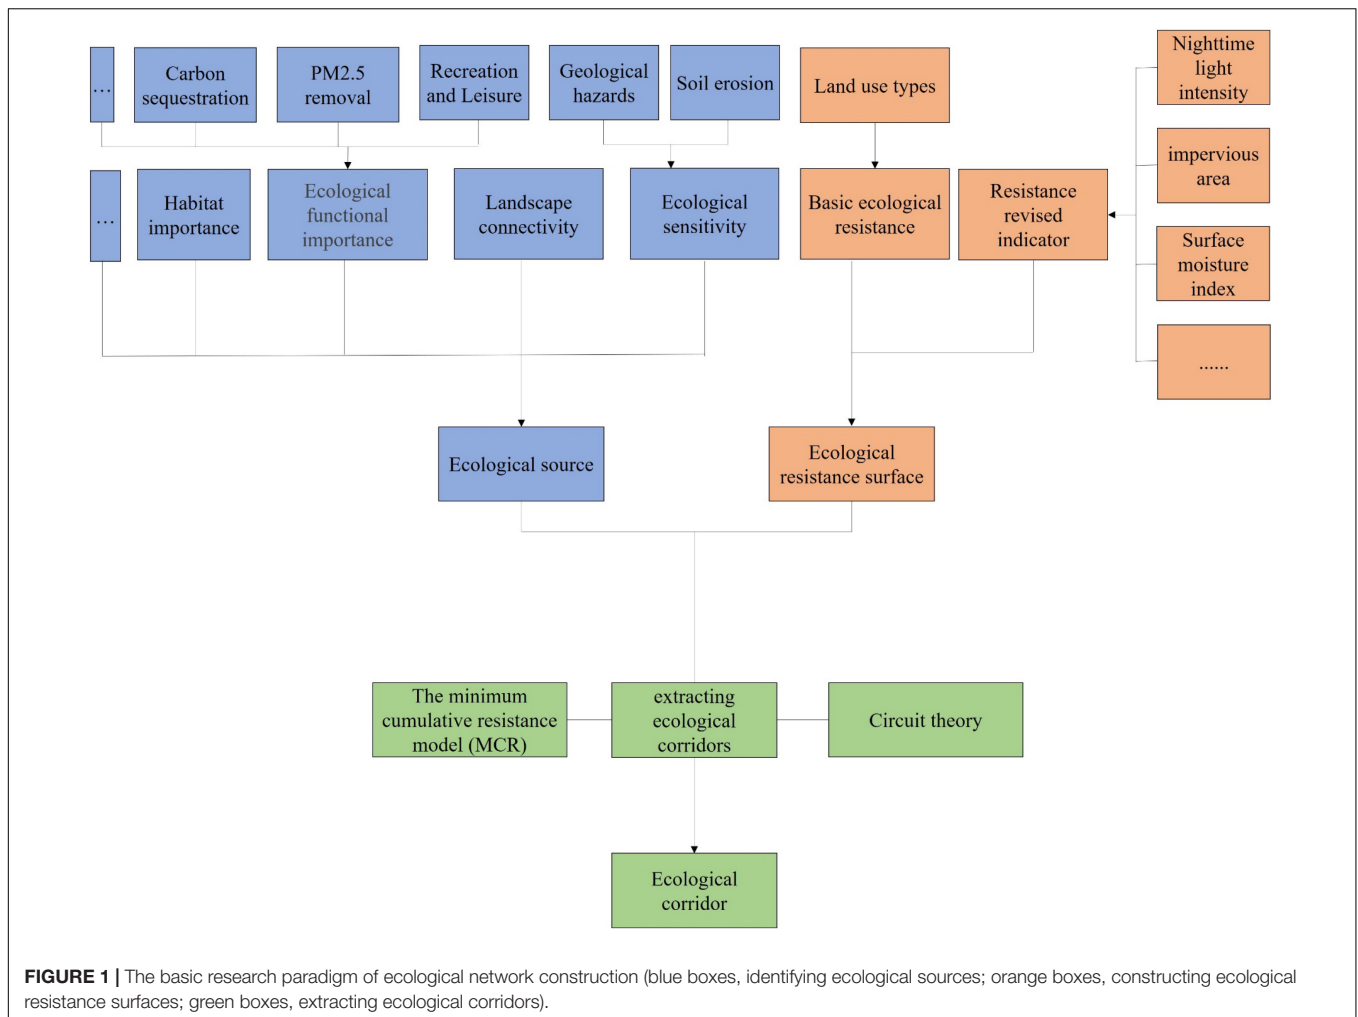 ...
Carbon
sequestration
PM2.5
removal
Recreation
and Leisure
Geological
hazards
Soil erosion
Land use types
Nighttime
light
intensity
impervious
area
Surface
moisture
index
......
...
Habitat
importance
Ecological
functional
importance
Landscape
connectivity
Ecological
sensitivity
Basic ecological
resistance
Resistance
revised
indicator
Ecological source
Ecological
resistance surface
The minimum
cumulative resistance
model (MCR)
extracting
ecological
corridors
Circuit theory
Ecological
corridor
FIGURE 1 | The basic research paradigm of ecological network construction (blue boxes, identifying ecological sources; orange boxes, constructing ecological
resistance surfaces; green boxes, extracting ecological corridors).